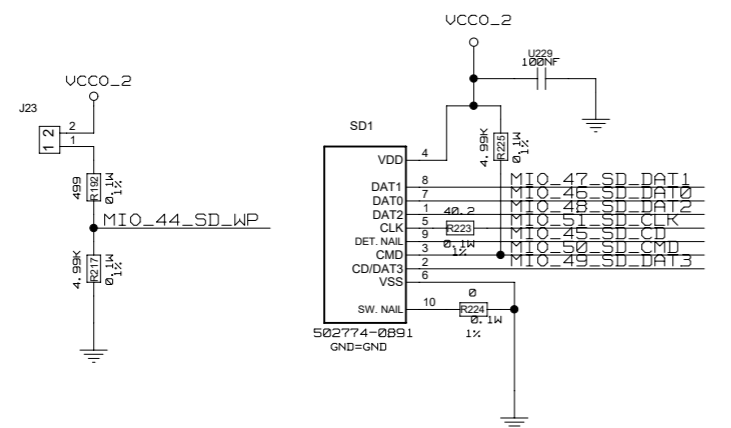 VCCO_2
J23
2
1
1 2
499
R192
0.1W
1%
MIO_44_SD_WP
4.99K
R217
0.1W
1%
VCCO_2
U229
100NF
4.99K
R225
0.1W
1%
SD1
VDD 4
DAT1 8 MIO_47_SD_DAT1
DAT0 7 MIO_46_SD_DAT0
DAT2 1 MIO_48_SD_DAT2
40.2
CLK 5 R223 MIO_51_SD_CLK
DET. NAIL 9 MIO_45_SD_CD
0.1W
1%
CMD 3 MIO_50_SD_CMD
CD/DAT3 2 MIO_49_SD_DAT3
VSS 6
0
SW. NAIL 10 R224
0.1W
1%
502774-0891
GND=GND